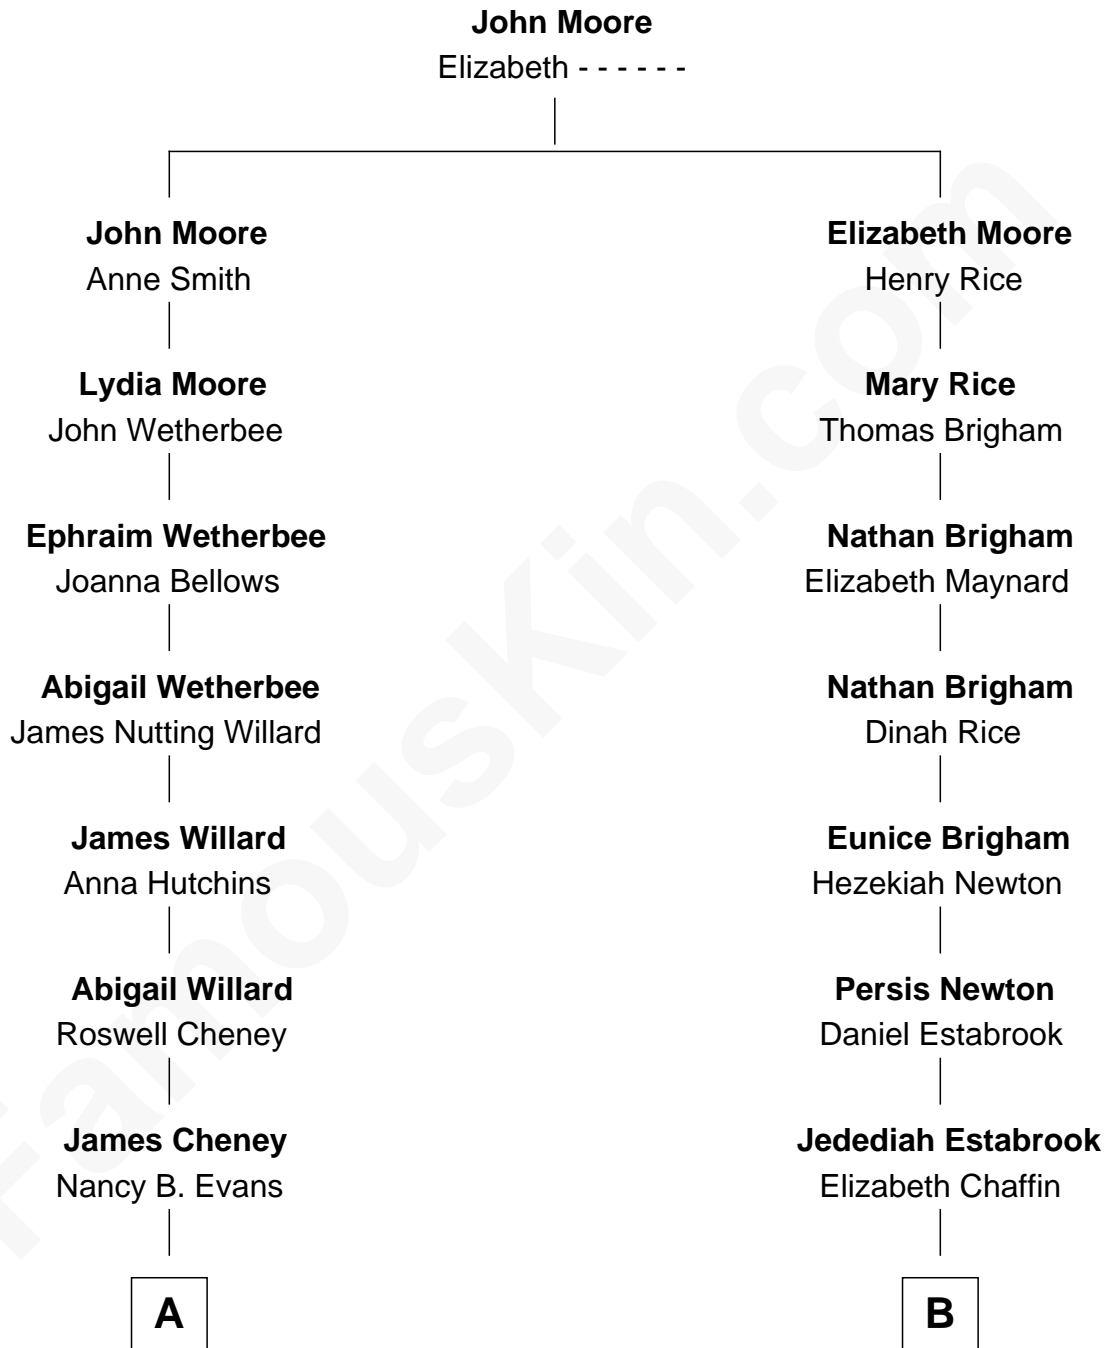 John Moore
Elizabeth - - - - - -
John Moore
Anne Smith
Elizabeth Moore
Henry Rice
Lydia Moore
John Wetherbee
Mary Rice
Thomas Brigham
Ephraim Wetherbee
Joanna Bellows
Nathan Brigham
Elizabeth Maynard
Abigail Wetherbee
James Nutting Willard
Nathan Brigham
Dinah Rice
James Willard
Anna Hutchins
Eunice Brigham
Hezekiah Newton
Abigail Willard
Roswell Cheney
Persis Newton
Daniel Estabrook
James Cheney
Nancy B. Evans
Jedediah Estabrook
Elizabeth Chaffin
A
B
FamousKin.com